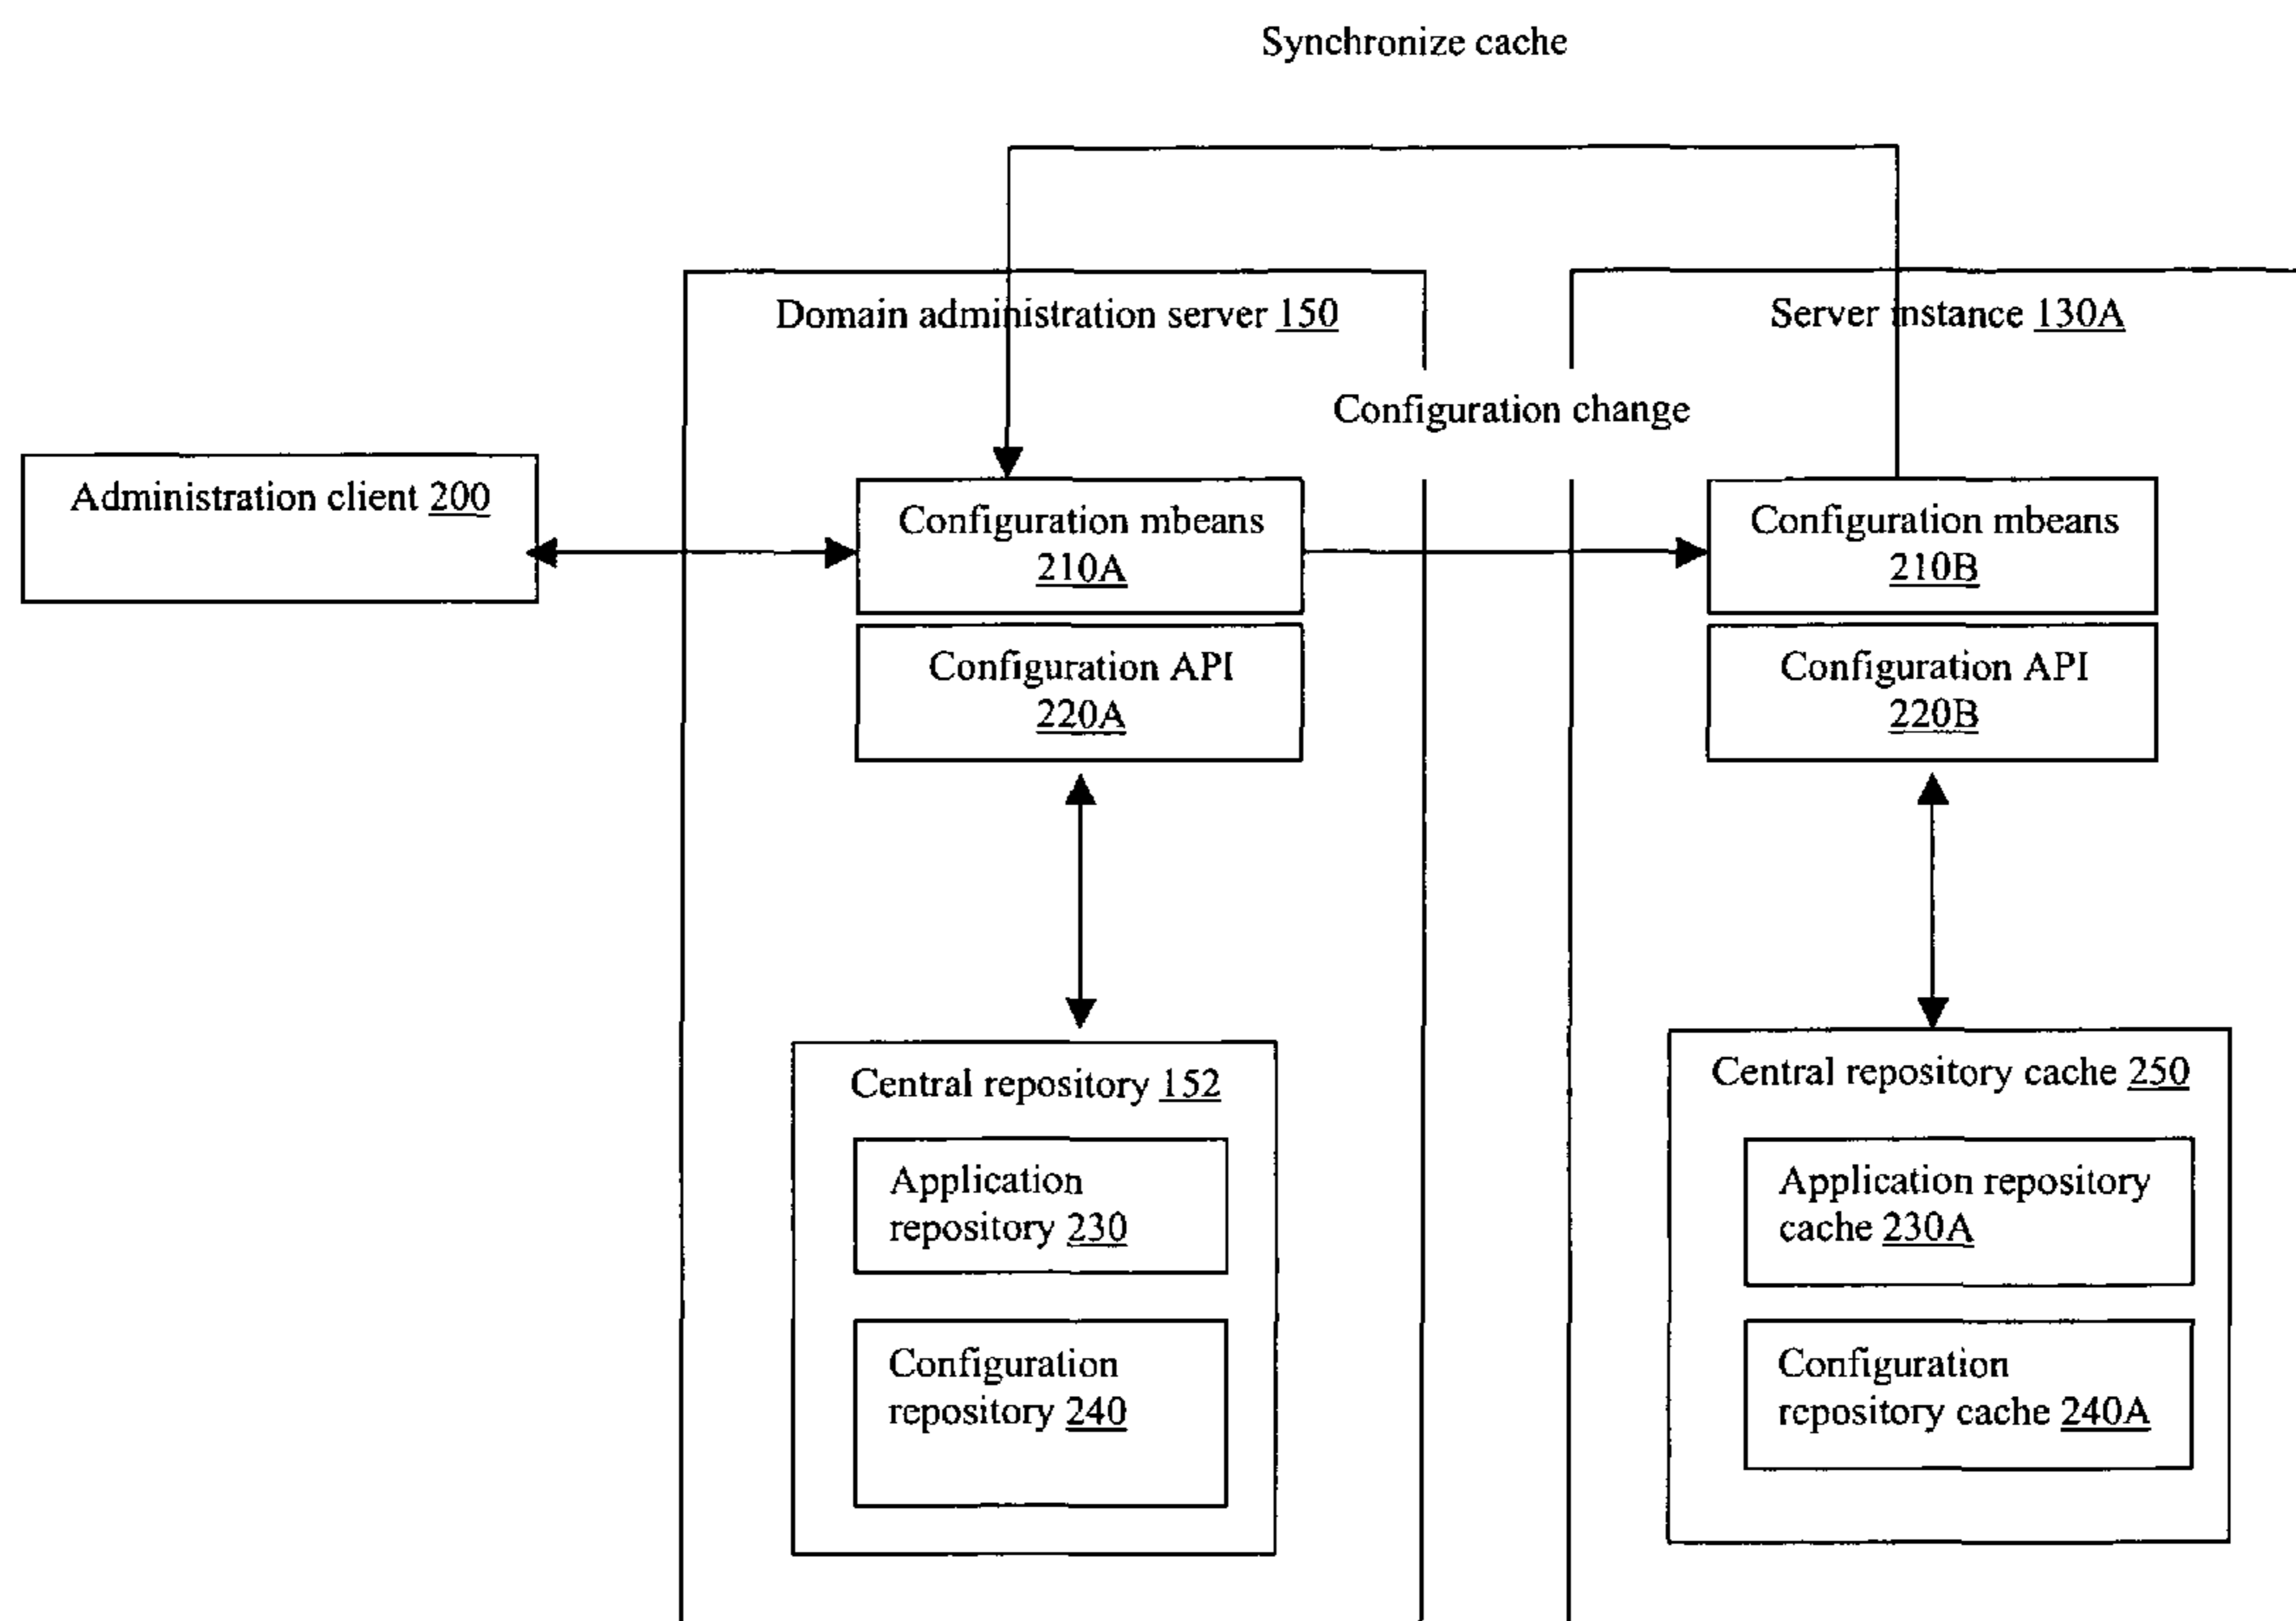 Synchronize cache
Domain administration server 150
Server instance 130A
Configuration change
Administration client 200
Configuration mbeans
210A
Configuration mbeans
210B
Configuration API
220A
Configuration API
220B
Central repository 152
Central repository cache 250
Application
repository 230
Application repository
cache 230A
Configuration
repository 240
Configuration
repository cache 240A